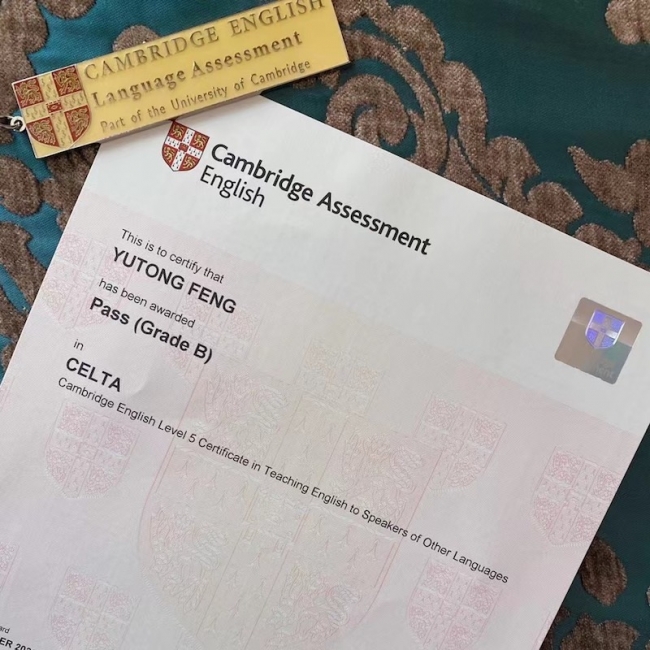 CAMBRIDGE ENGLISH
Language Assessment
Part of the University of Cambridge
Cambridge Assessment
English
This is to certify that
YUTONG FENG
has been awarded
Pass (Grade B)
in
CELTA
Cambridge English Level 5 Certificate in Teaching English to Speakers of Other Languages